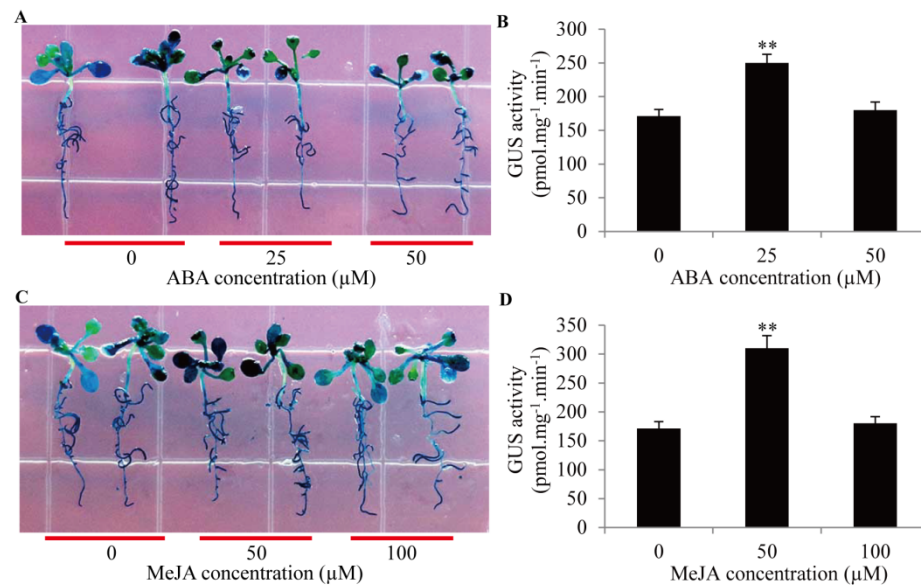 A
0 25 50
ABA concentration (µM)
B
GUS activity
(pmol.mg⁻¹.min⁻¹)
300
250
200
150
100
50
0
**
0 25 50
ABA concentration (µM)
C
0 50 100
MeJA concentration (µM)
D
GUS activity
(pmol.mg⁻¹.min⁻¹)
350
300
250
200
150
100
50
0
**
0 50 100
MeJA concentration (µM)